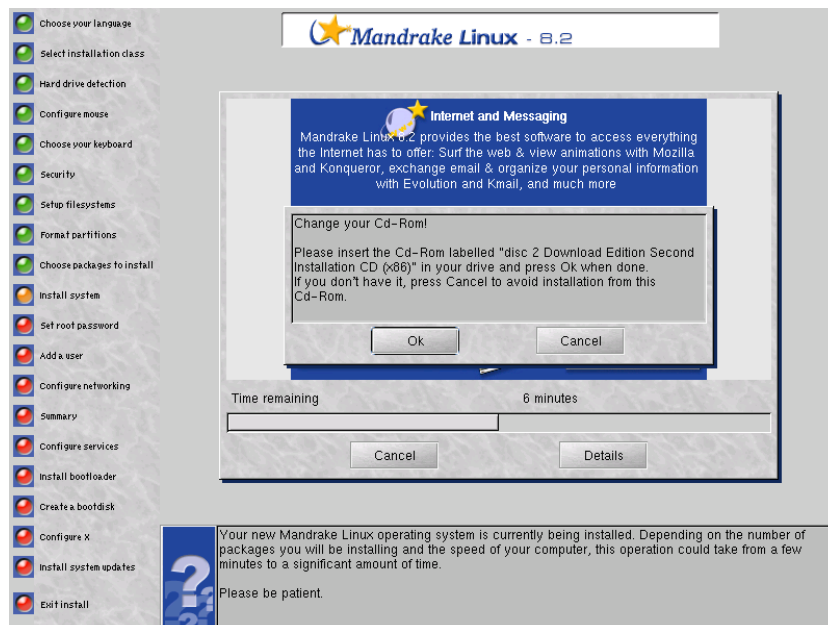 Choose your language
Select installation class
Hard drive detection
Configure mouse
Choose your keyboard
Security
Setup filesystems
Format partitions
Choose packages to install
Install system
Set root password
Add a user
Configure networking
Summary
Configure services
Install bootloader
Create a bootdisk
Configure X
Install system updates
Exit install
Mandrake Linux - 8.2
Internet and Messaging
Mandrake Linux 8.2 provides the best software to access everything
the Internet has to offer: Surf the web & view animations with Mozilla
and Konqueror, exchange email & organize your personal information
with Evolution and Kmail, and much more
Change your Cd-Rom!
Please insert the Cd-Rom labelled "disc 2 Download Edition Second
Installation CD (x86)" in your drive and press Ok when done.
If you don't have it, press Cancel to avoid installation from this
Cd-Rom.
Ok Cancel
Time remaining 6 minutes
Cancel Details
Your new Mandrake Linux operating system is currently being installed. Depending on the number of
packages you will be installing and the speed of your computer, this operation could take from a few
minutes to a significant amount of time.
Please be patient.